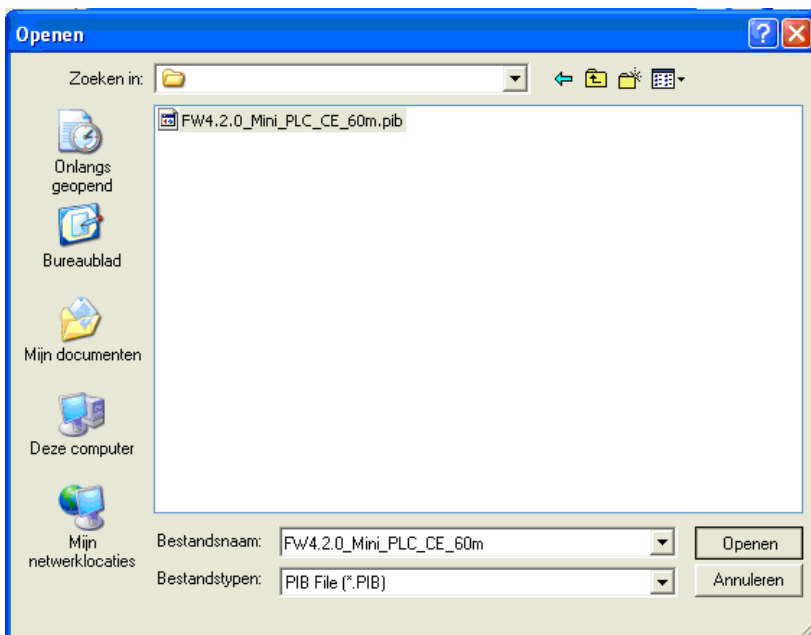 Openen
Zoeken in:
FW4.2.0_Mini_PLC_CE_60m.pib
Onlangs
geopend
Bureaublad
Mijn documenten
Deze computer
Mijn
netwerklocaties
Bestandsnaam: FW4.2.0_Mini_PLC_CE_60m Openen
Bestandstypen: PIB File (*.PIB) Annuleren